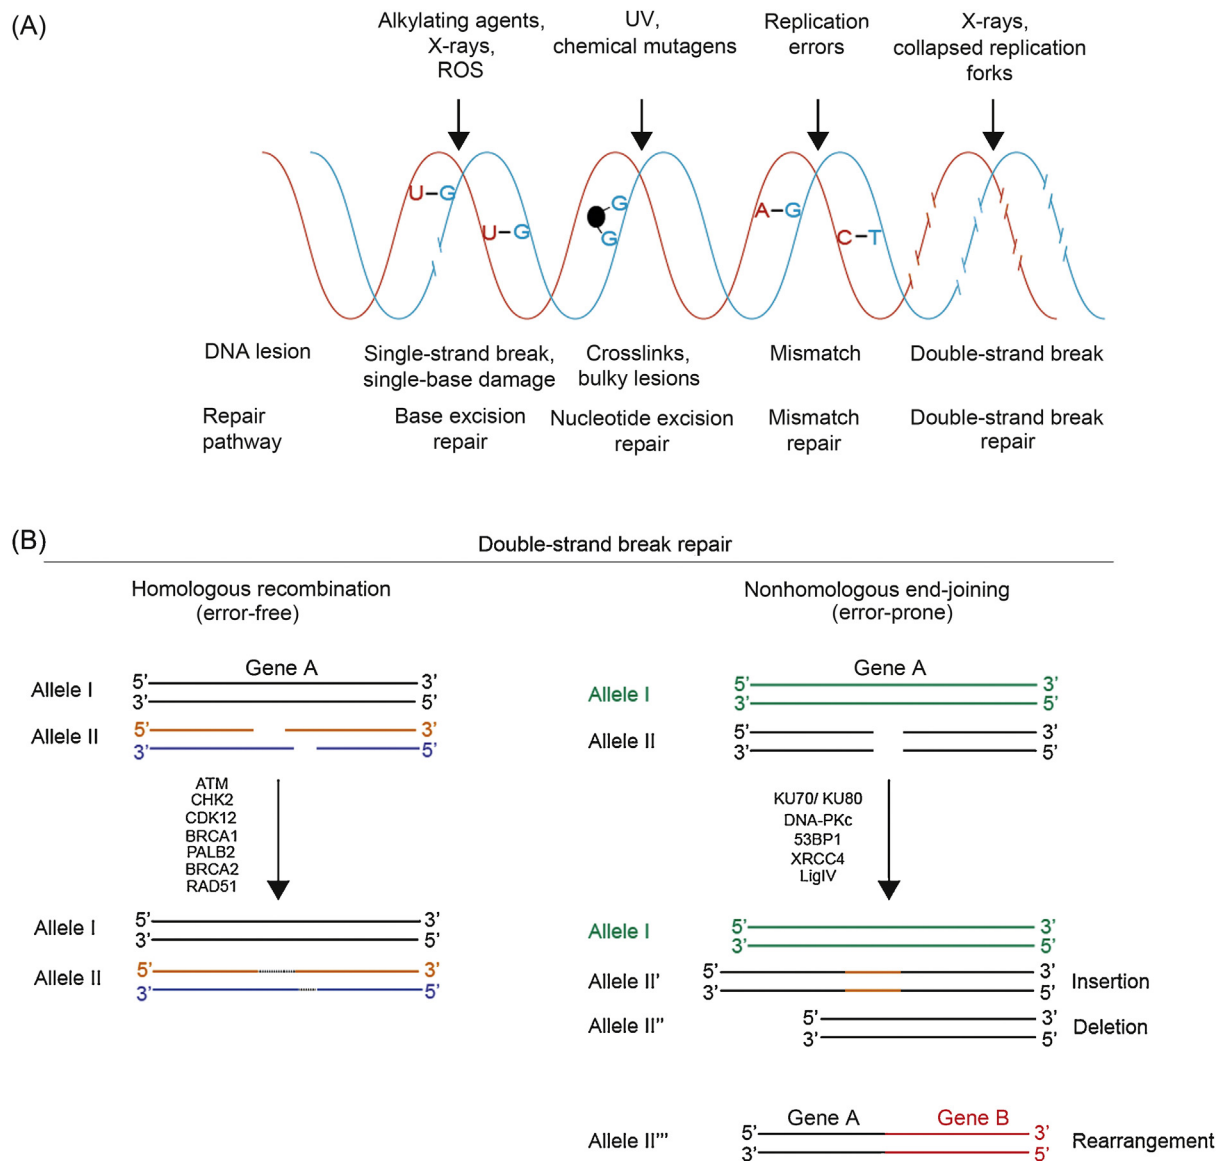 (A)
Alkylating agents,
X-rays,
ROS
UV,
chemical mutagens
Replication
errors
X-rays,
collapsed replication
forks
U–G
U–G
G
G
A–G
C–T
DNA lesion
Single-strand break,
single-base damage
Crosslinks,
bulky lesions
Mismatch
Double-strand break
Repair
pathway
Base excision
repair
Nucleotide excision
repair
Mismatch
repair
Double-strand break
repair
(B)
Double-strand break repair
Homologous recombination
(error-free)
Gene A
Allele I
5’ 3’
3’ 5’
Allele II
5’ 3’
3’ 5’
ATM
CHK2
CDK12
BRCA1
PALB2
BRCA2
RAD51
Allele I
5’ 3’
3’ 5’
Allele II
5’ 3’
3’ 5’
Nonhomologous end-joining
(error-prone)
Gene A
Allele I
5’ 3’
3’ 5’
Allele II
5’ 3’
3’ 5’
KU70/ KU80
DNA-PKc
53BP1
XRCC4
LigIV
Allele I
5’ 3’
3’ 5’
Allele II’
5’ 3’
3’ 5’
Insertion
Allele II”
5’ 3’
3’ 5’
Deletion
Gene A Gene B
Allele II”’
5’ 3’
3’ 5’
Rearrangement